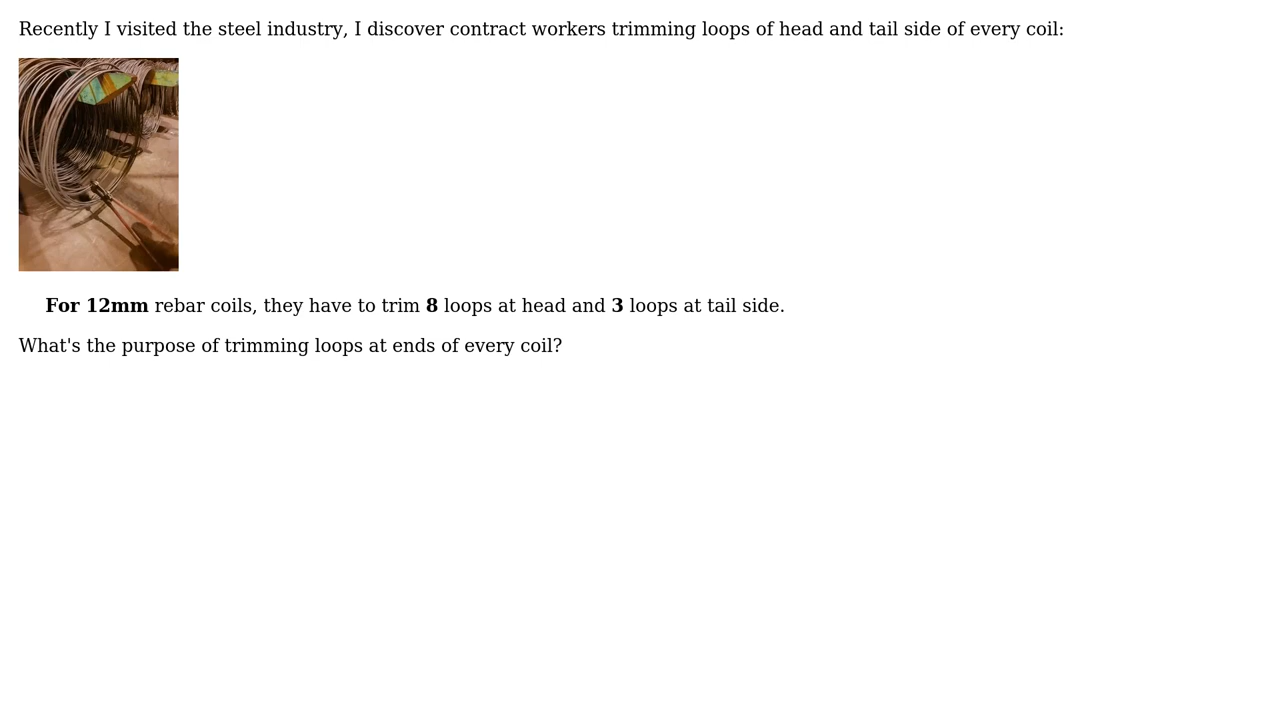 Recently I visited the steel industry, I discover contract workers trimming loops of head and tail side of every coil:
For 12mm rebar coils, they have to trim 8 loops at head and 3 loops at tail side.
What's the purpose of trimming loops at ends of every coil?